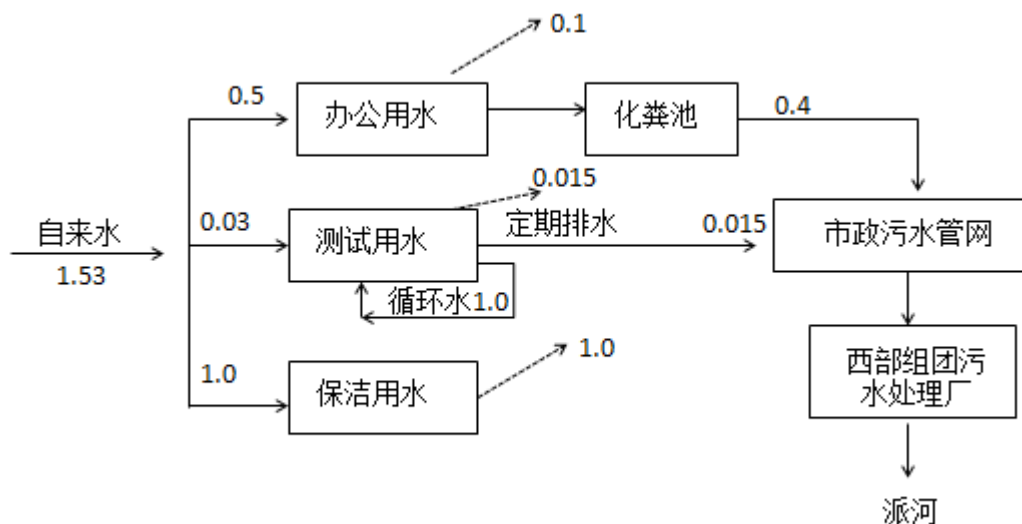 0.1
0.5
办公用水
化粪池
0.4
0.015
自来水
1.53
0.03
测试用水
定期排水
0.015
市政污水管网
循环水1.0
1.0
保洁用水
1.0
西部组团污
水处理厂
派河